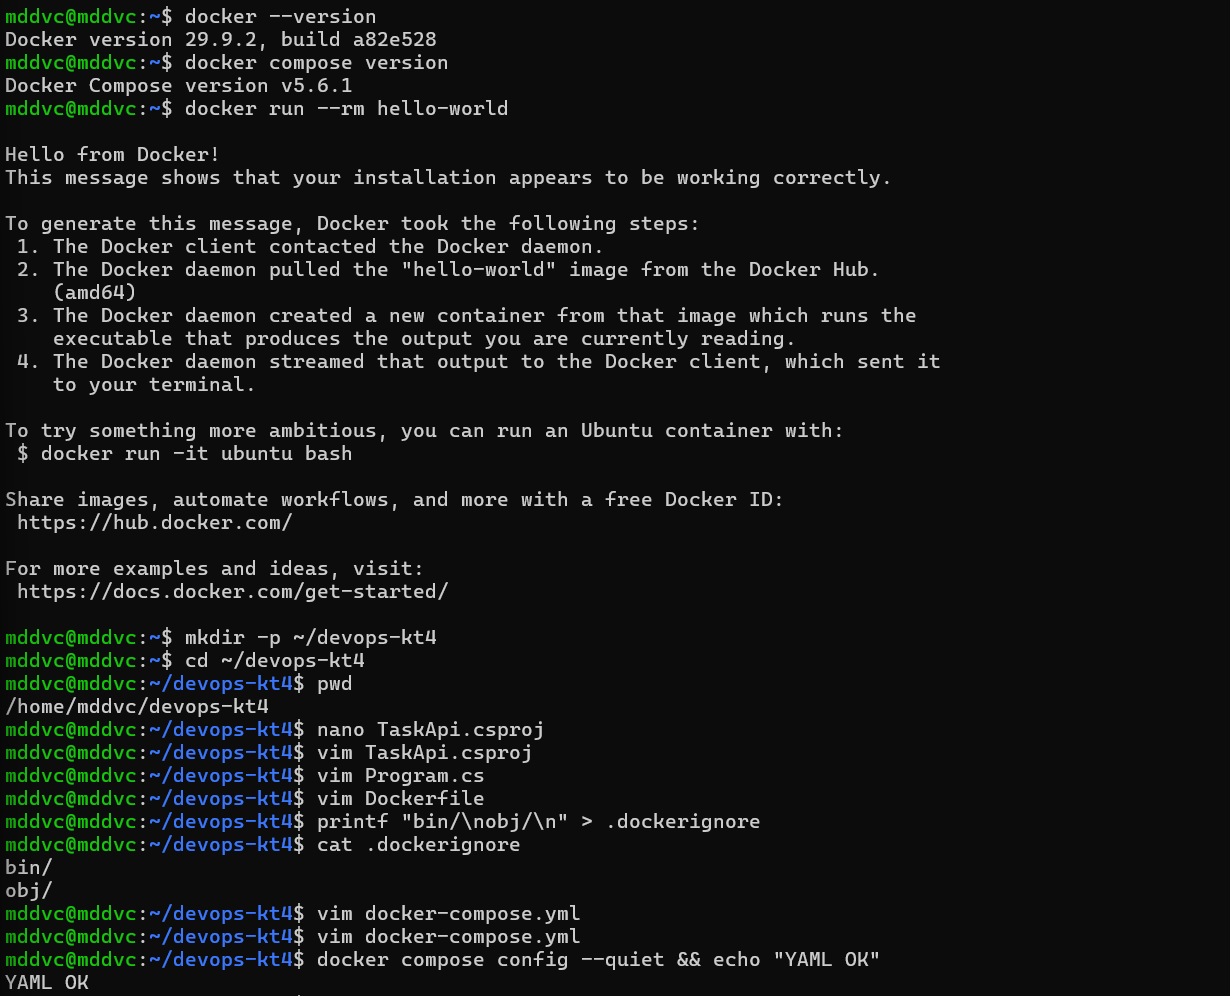 mddvc@mddvc:~$ docker --version
Docker version 29.9.2, build a82e528
mddvc@mddvc:~$ docker compose version
Docker Compose version v5.6.1
mddvc@mddvc:~$ docker run --rm hello-world

Hello from Docker!
This message shows that your installation appears to be working correctly.

To generate this message, Docker took the following steps:
 1. The Docker client contacted the Docker daemon.
 2. The Docker daemon pulled the "hello-world" image from the Docker Hub.
    (amd64)
 3. The Docker daemon created a new container from that image which runs the
    executable that produces the output you are currently reading.
 4. The Docker daemon streamed that output to the Docker client, which sent it
    to your terminal.

To try something more ambitious, you can run an Ubuntu container with:
 $ docker run -it ubuntu bash

Share images, automate workflows, and more with a free Docker ID:
 https://hub.docker.com/

For more examples and ideas, visit:
 https://docs.docker.com/get-started/

mddvc@mddvc:~$ mkdir -p ~/devops-kt4
mddvc@mddvc:~$ cd ~/devops-kt4
mddvc@mddvc:~/devops-kt4$ pwd
/home/mddvc/devops-kt4
mddvc@mddvc:~/devops-kt4$ nano TaskApi.csproj
mddvc@mddvc:~/devops-kt4$ vim TaskApi.csproj
mddvc@mddvc:~/devops-kt4$ vim Program.cs
mddvc@mddvc:~/devops-kt4$ vim Dockerfile
mddvc@mddvc:~/devops-kt4$ printf "bin/\nobj/\n" > .dockerignore
mddvc@mddvc:~/devops-kt4$ cat .dockerignore
bin/
obj/
mddvc@mddvc:~/devops-kt4$ vim docker-compose.yml
mddvc@mddvc:~/devops-kt4$ vim docker-compose.yml
mddvc@mddvc:~/devops-kt4$ docker compose config --quiet && echo "YAML OK"
YAML OK